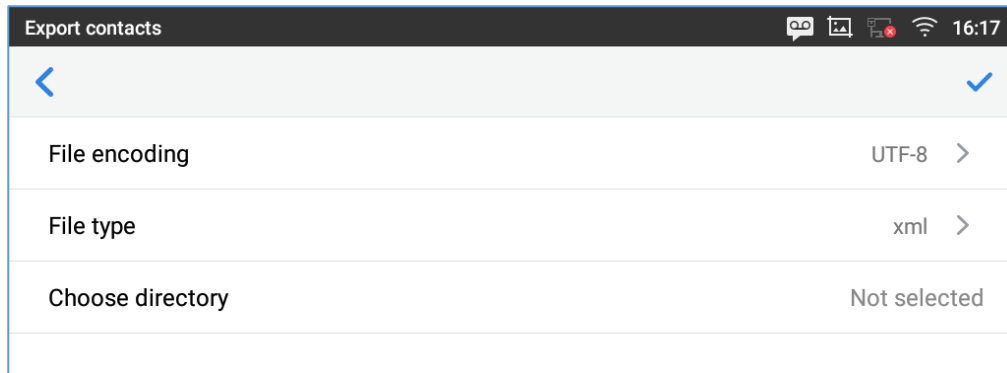 Export contacts 16:17
File encoding UTF-8
File type xml
Choose directory Not selected